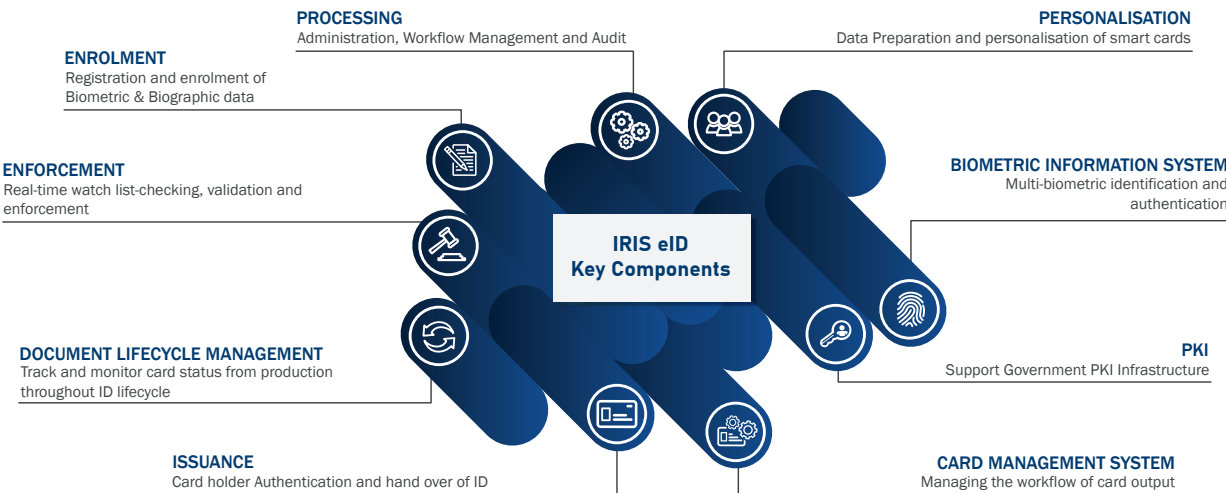 PROCESSING
Administration, Workflow Management and Audit
PERSONALISATION
Data Preparation and personalisation of smart cards
ENROLMENT
Registration and enrolment of
Biometric & Biographic data
ENFORCEMENT
Real-time watch list-checking, validation and
enforcement
BIOMETRIC INFORMATION SYSTEM
Multi-biometric identification and
authentication
IRIS eID
Key Components
DOCUMENT LIFECYCLE MANAGEMENT
Track and monitor card status from production
throughout ID lifecycle
PKI
Support Government PKI Infrastructure
ISSUANCE
Card holder Authentication and hand over of ID
CARD MANAGEMENT SYSTEM
Managing the workflow of card output